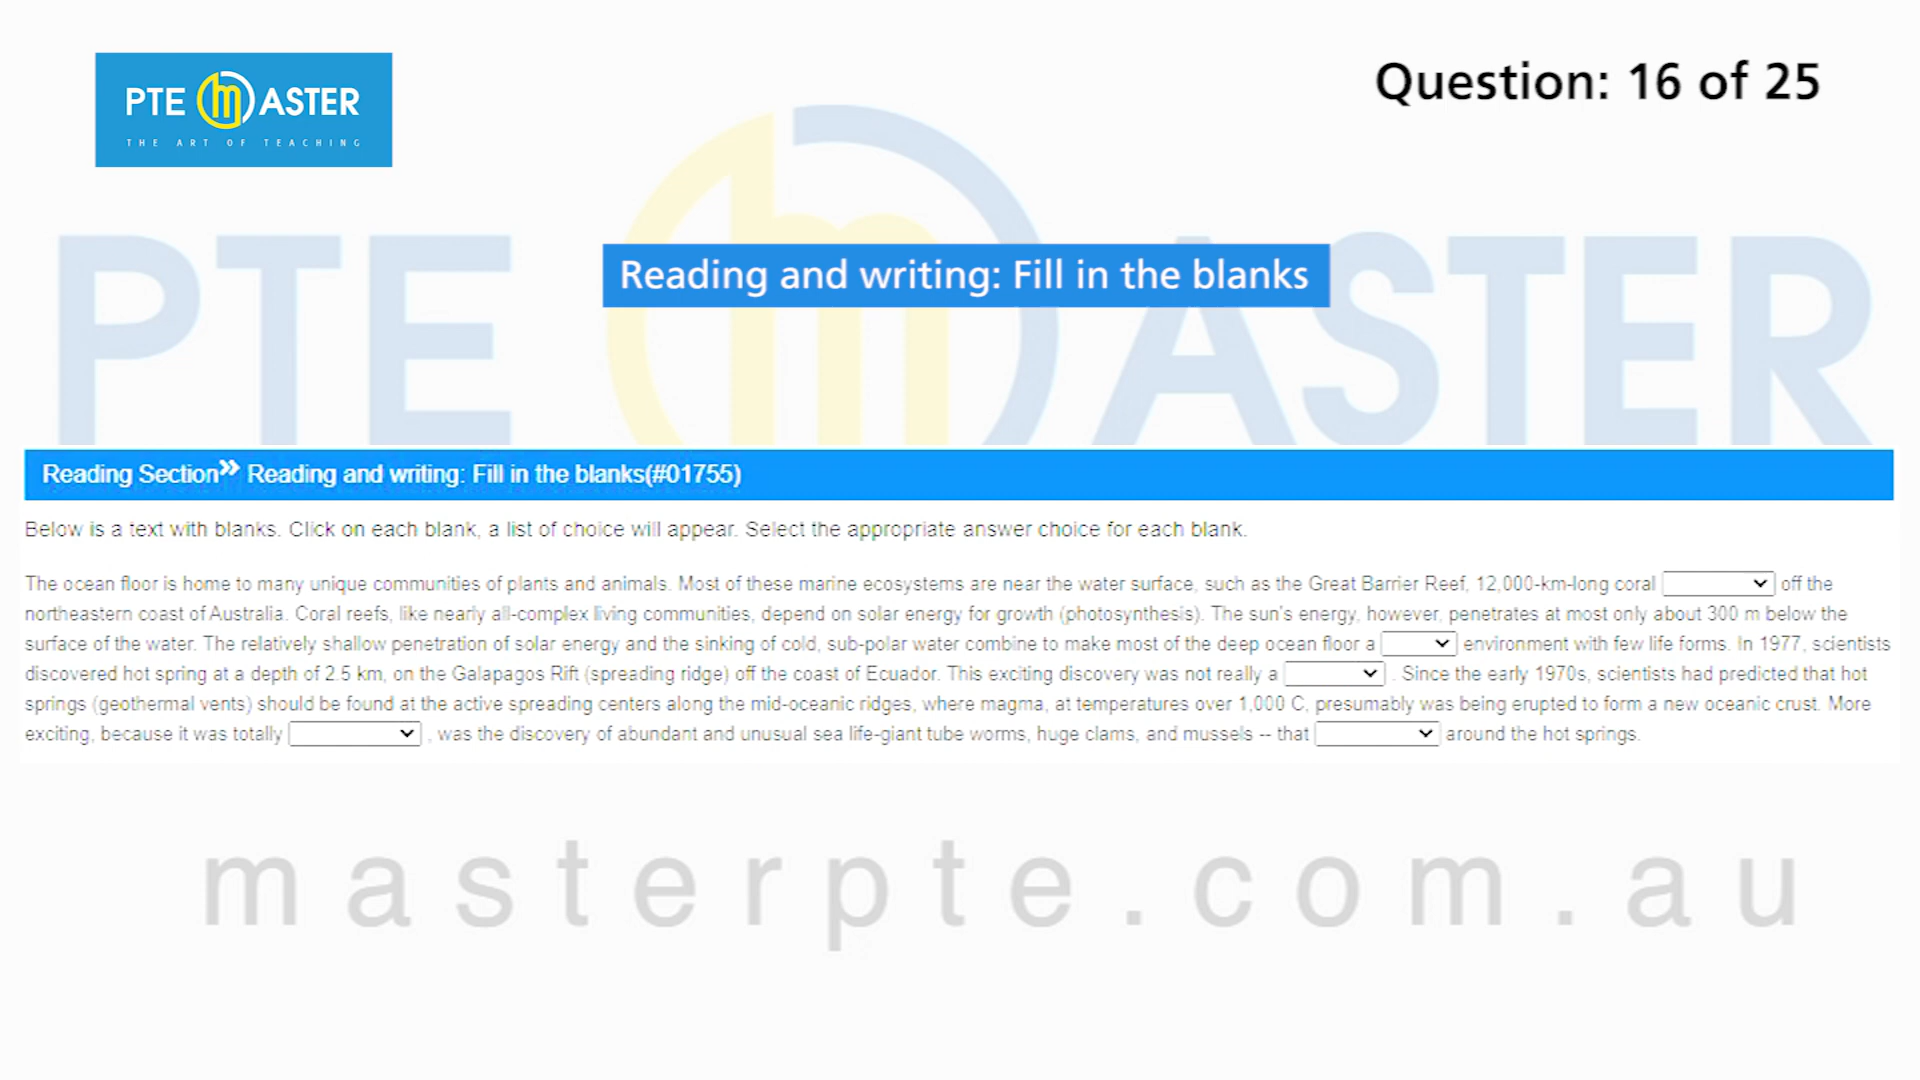 PTE MASTER
THE ART OF TEACHING
Question: 16 of 25
PTE MASTER
Reading and writing: Fill in the blanks
Reading Section» Reading and writing: Fill in the blanks(#01755)
Below is a text with blanks. Click on each blank, a list of choice will appear. Select the appropriate answer choice for each blank.
The ocean floor is home to many unique communities of plants and animals. Most of these marine ecosystems are near the water surface, such as the Great Barrier Reef, 12,000-km-long coral off the
northeastern coast of Australia. Coral reefs, like nearly all-complex living communities, depend on solar energy for growth (photosynthesis). The sun's energy, however, penetrates at most only about 300 m below the
surface of the water. The relatively shallow penetration of solar energy and the sinking of cold, sub-polar water combine to make most of the deep ocean floor a environment with few life forms. In 1977, scientists
discovered hot spring at a depth of 2.5 km, on the Galapagos Rift (spreading ridge) off the coast of Ecuador. This exciting discovery was not really a . Since the early 1970s, scientists had predicted that hot
springs (geothermal vents) should be found at the active spreading centers along the mid-oceanic ridges, where magma, at temperatures over 1,000 C, presumably was being erupted to form a new oceanic crust. More
exciting, because it was totally , was the discovery of abundant and unusual sea life-giant tube worms, huge clams, and mussels -- that around the hot springs.
masterpte.com.au